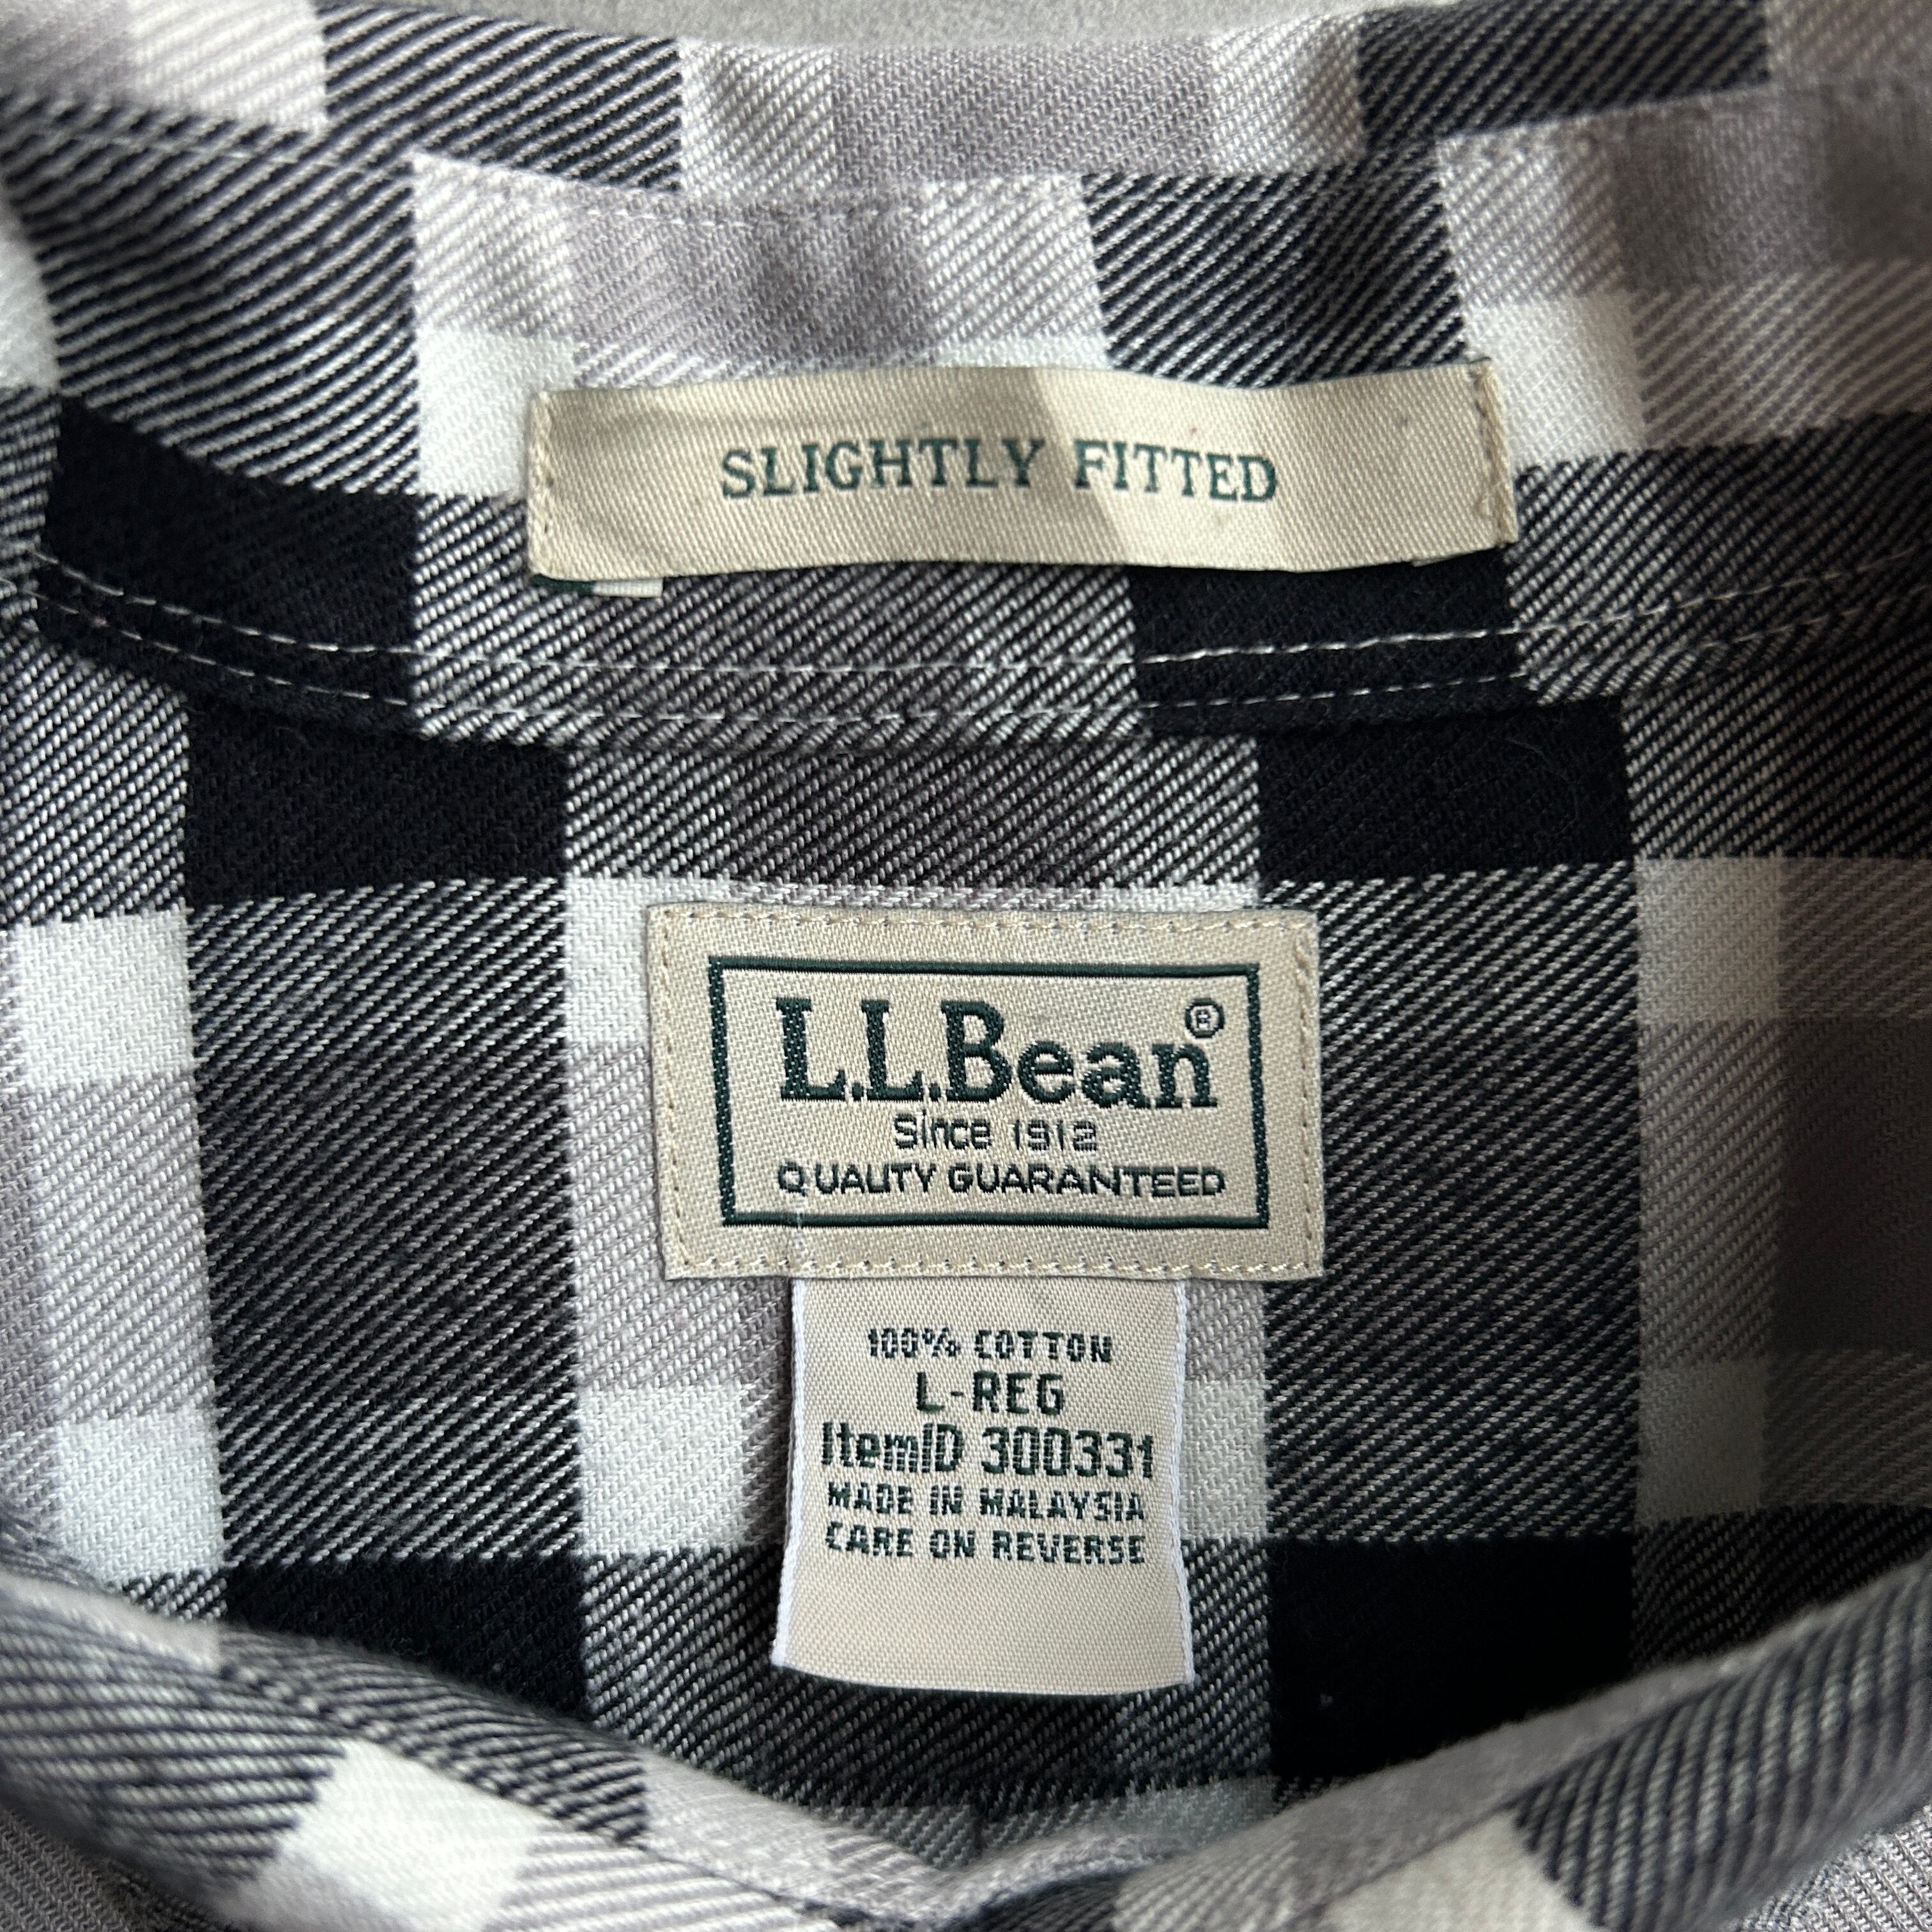 SLIGHTLY FITTED
L.L.Bean®
Since 1912
QUALITY GUARANTEED
100% COTTON
L-REG
ItemID 300331
MADE IN MALAYSIA
CARE ON REVERSE